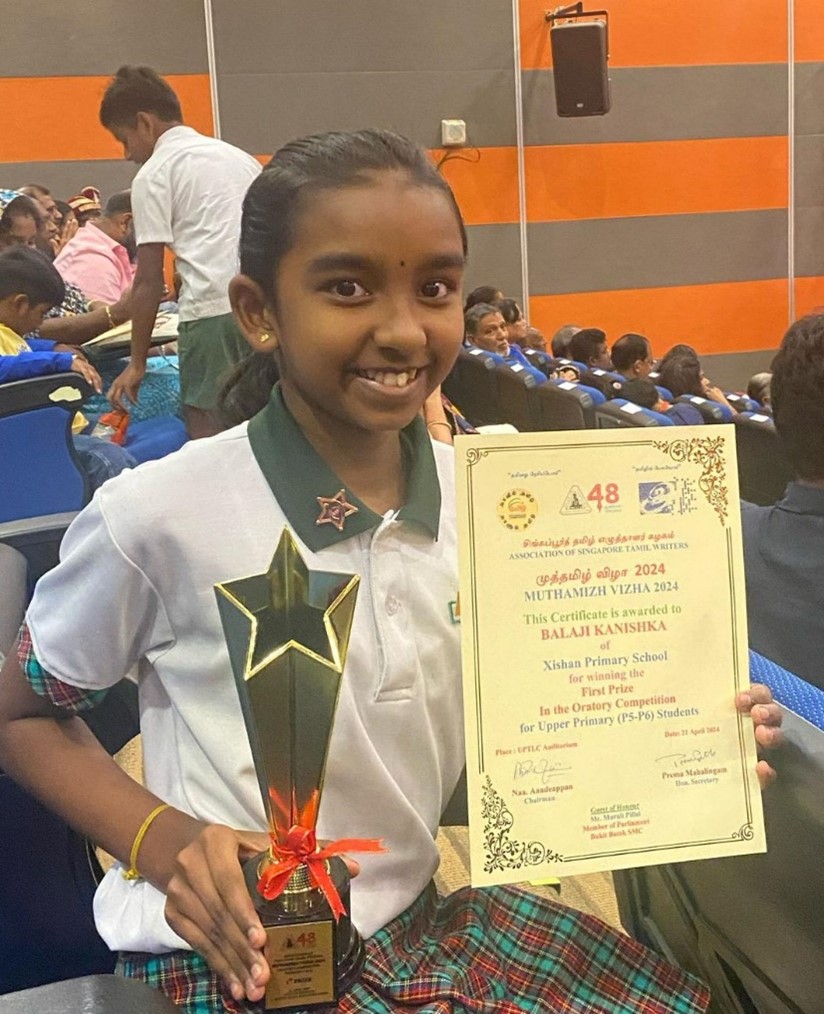 48
சிங்கப்பூர்த் தமிழ் எழுத்தாளர் கழகம்
ASSOCIATION OF SINGAPORE TAMIL WRITERS
முத்தமிழ் விழா 2024
MUTHAMIZH VIZHA 2024
This Certificate is awarded to
BALAJI KANISHKA
of
Xishan Primary School
for winning the
First Prize
In the Oratory Competition
for Upper Primary (P5-P6) Students
Place : UPTLC Auditorium
Date: 21 April 2024
Naa. Aandeappan
Chairman
Prema Mahalingam
Hon. Secretary
Guest of Honour
Mr. Murali Pillai
Member of Parliament
Bukit Batok SMC
48